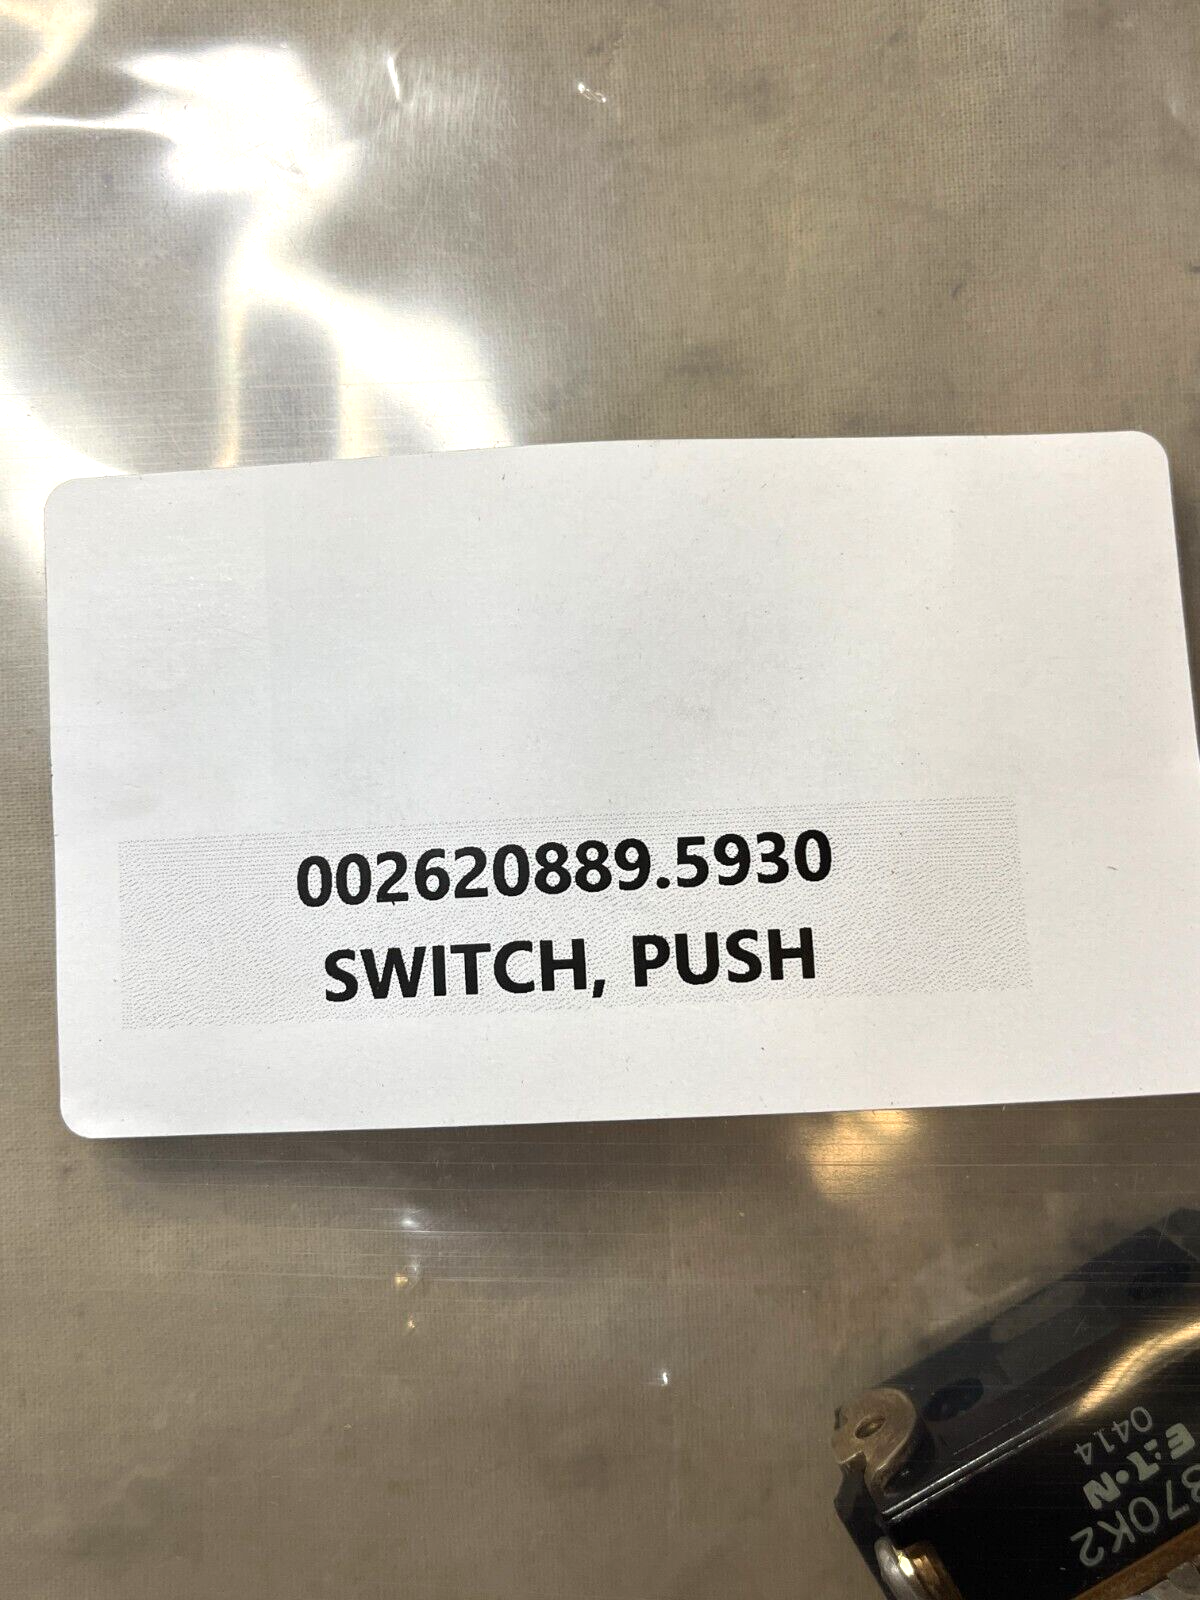 002620889.5930
SWITCH, PUSH
0414
E·T·N
370K2